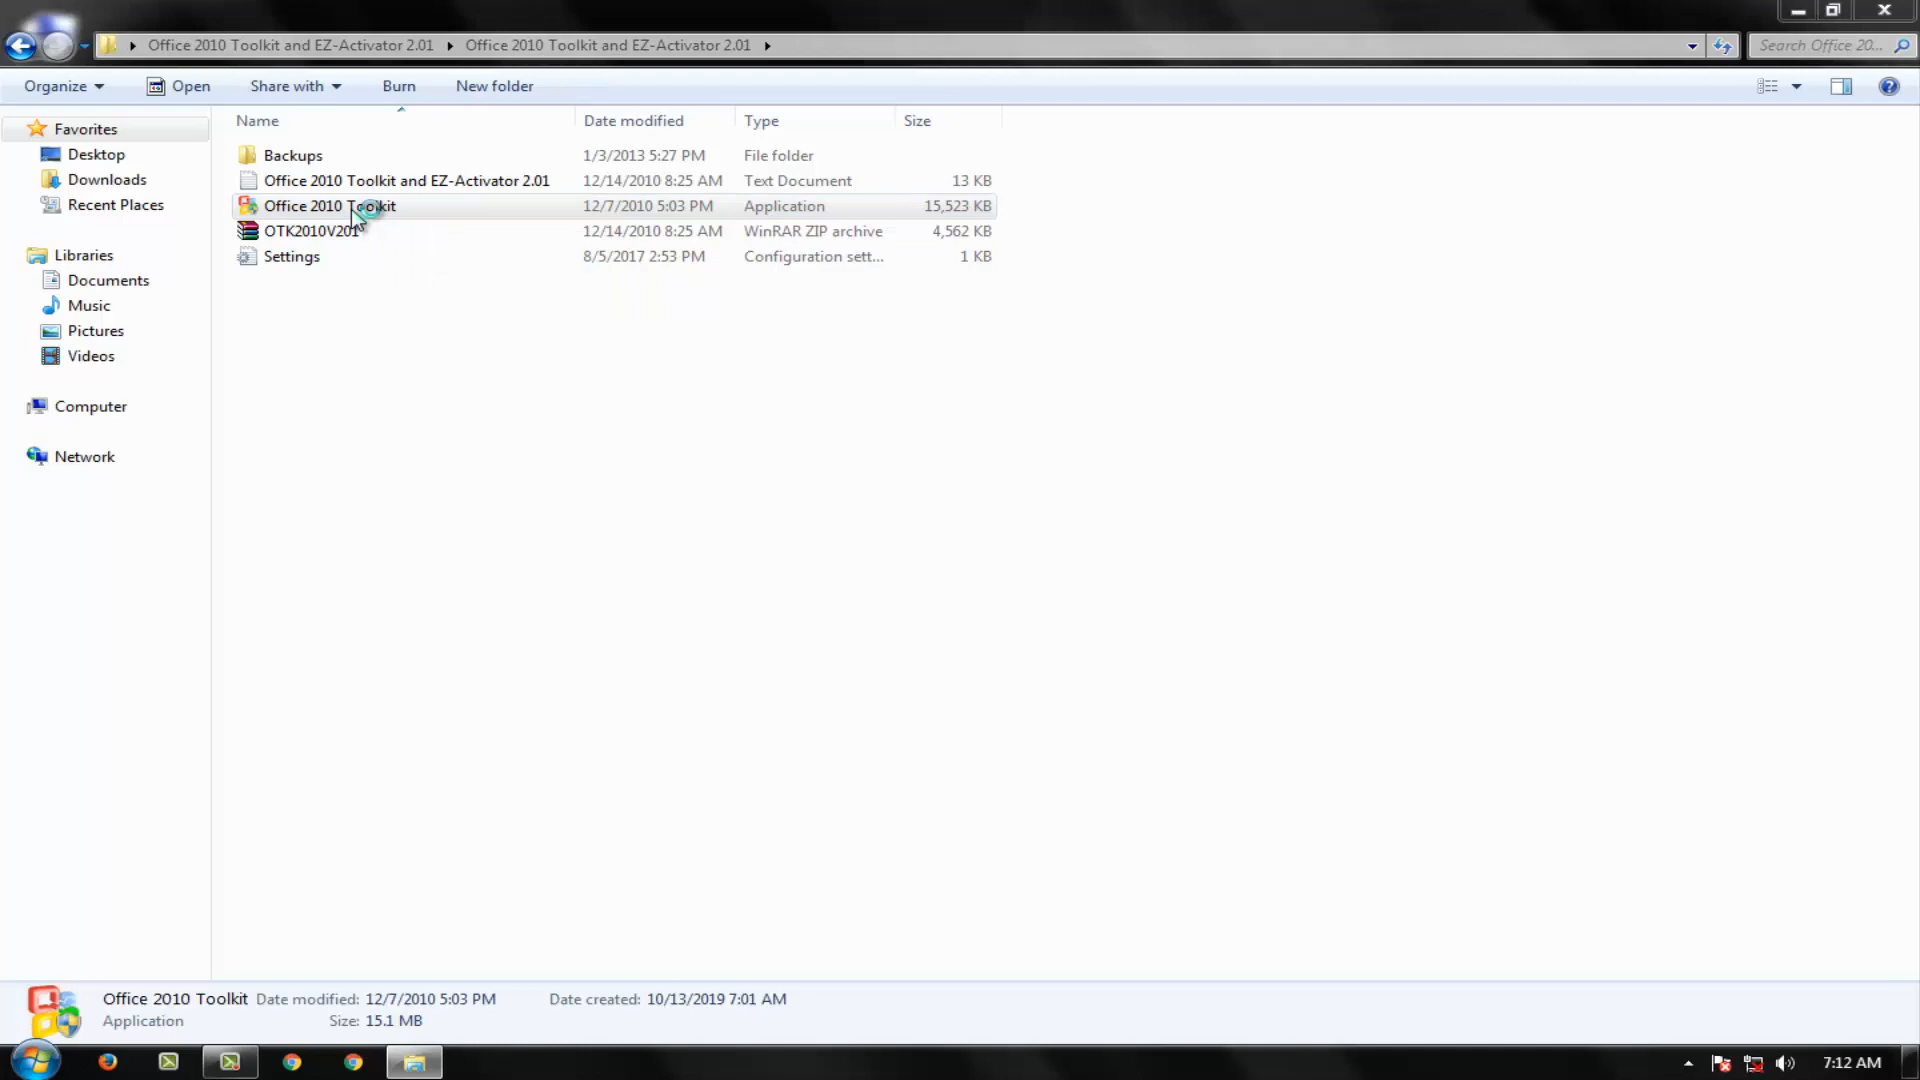 Office 2010 Toolkit and EZ-Activator 2.01 Office 2010 Toolkit and EZ-Activator 2.01 Search Office 20...
Organize Open Share with Burn New folder
Name Date modified Type Size
Favorites
Desktop
Downloads
Recent Places
Libraries
Documents
Music
Pictures
Videos
Computer
Network
Backups 1/3/2013 5:27 PM File folder
Office 2010 Toolkit and EZ-Activator 2.01 12/14/2010 8:25 AM Text Document 13 KB
Office 2010 Toolkit 12/7/2010 5:03 PM Application 15,523 KB
OTK2010V201 12/14/2010 8:25 AM WinRAR ZIP archive 4,562 KB
Settings 8/5/2017 2:53 PM Configuration sett... 1 KB
Office 2010 Toolkit Date modified: 12/7/2010 5:03 PM Date created: 10/13/2019 7:01 AM
Application Size: 15.1 MB
7:12 AM